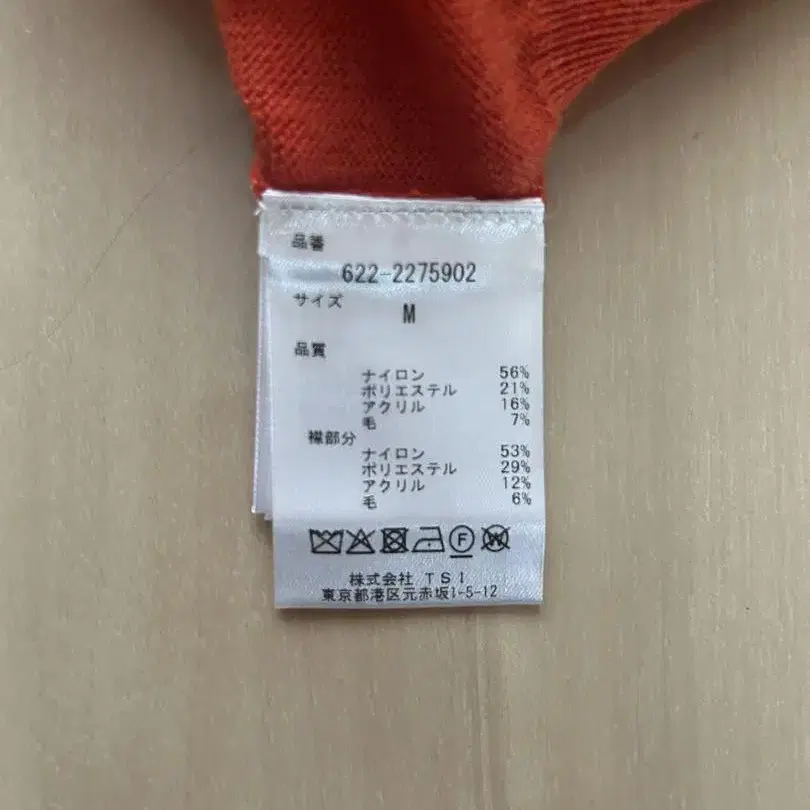 品番
622-2275902
サイズ
M
品質
ナイロン 56%
ポリエステル 21%
アクリル 16%
毛 7%
襟部分
ナイロン 53%
ポリエステル 29%
アクリル 12%
毛 6%
F W
株式会社 TSI
東京都港区元赤坂1-5-12